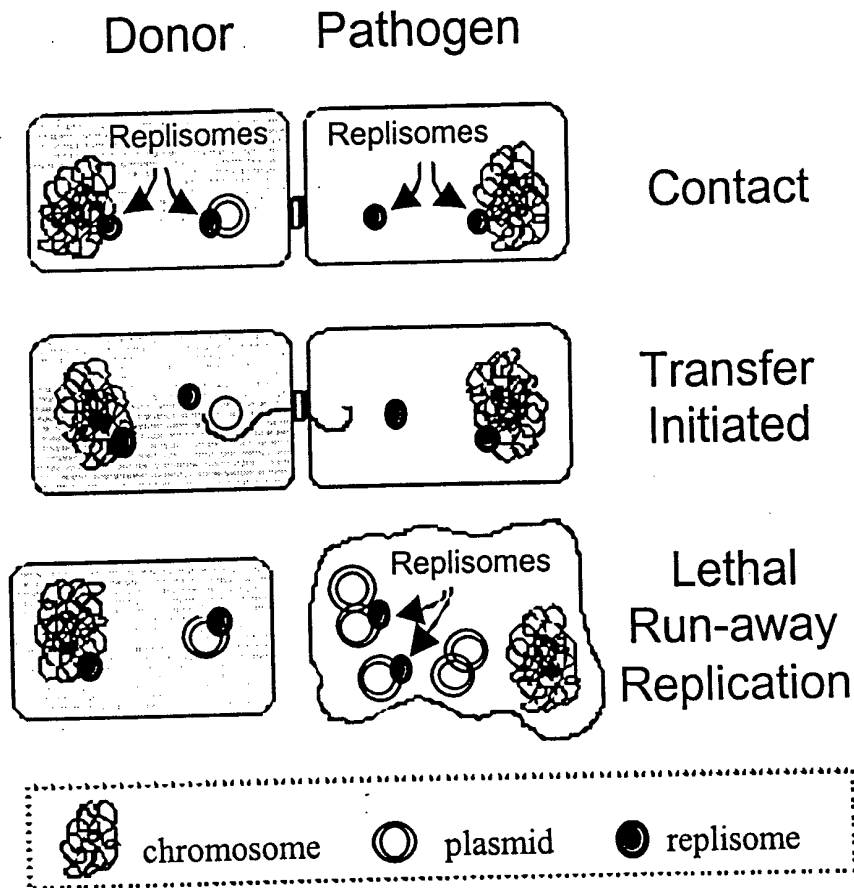 Donor Pathogen
Replisomes Replisomes
Contact
Transfer
Initiated
Replisomes
Lethal
Run-away
Replication
chromosome plasmid replisome